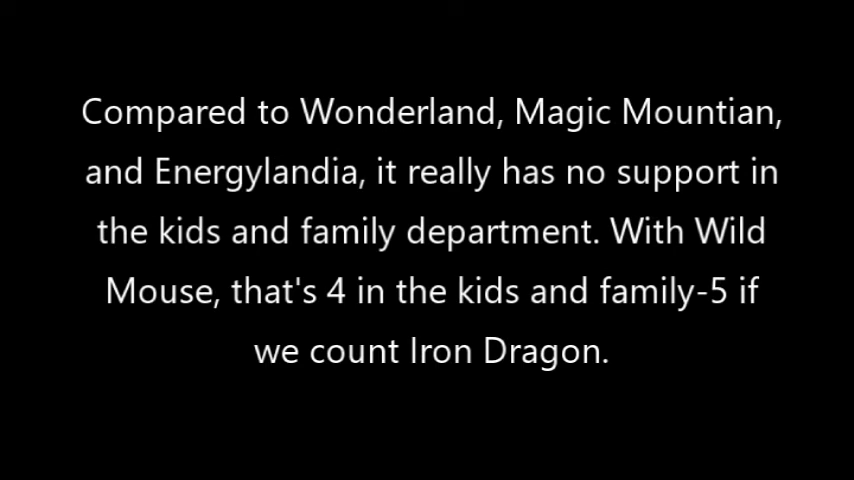 Compared to Wonderland, Magic Mountian,
and Energylandia, it really has no support in
the kids and family department. With Wild
Mouse, that's 4 in the kids and family-5 if
we count Iron Dragon.